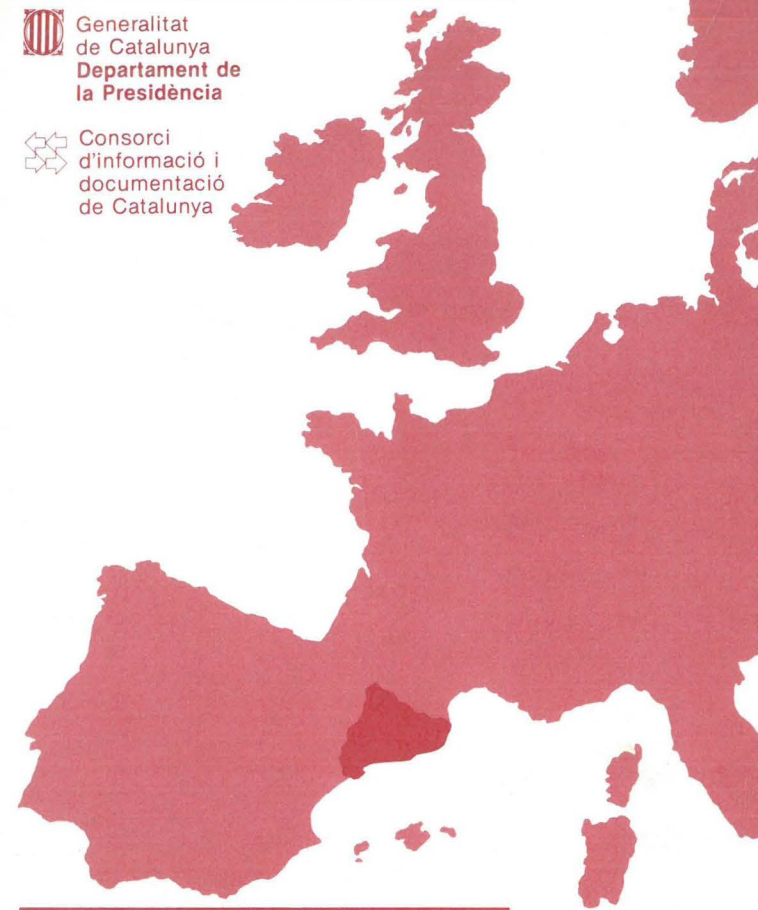 Generalitat
de Catalunya
Departament de
la Presidència
Consorci
d'informació i
documentació
de Catalunya